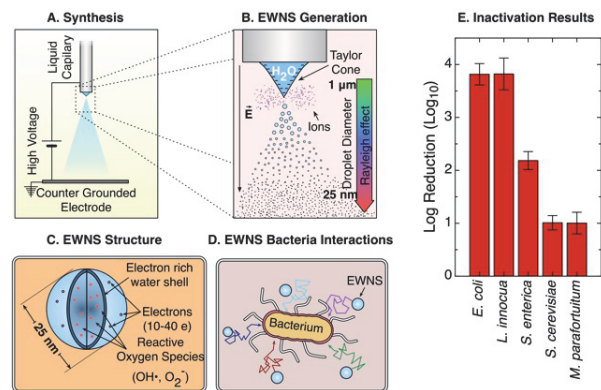 A. Synthesis
Liquid
Capilary
High Voltage
Counter Grounded
Electrode
B. EWNS Generation
H₂O
Taylor
Cone
1 μm
Ions
E
Droplet Diameter
Rayleigh effect
25 nm
C. EWNS Structure
Electron rich
water shell
Electrons
(10-40 e)
Reactive
Oxygen Species
(OH•, O₂⁻)
25 nm
D. EWNS Bacteria Interactions
EWNS
Bacterium
E. Inactivation Results
Log Reduction (Log₁₀)
4
3
2
1
0
E. coli
L. innocua
S. enterica
S. cerevisiae
M. parafortuitum